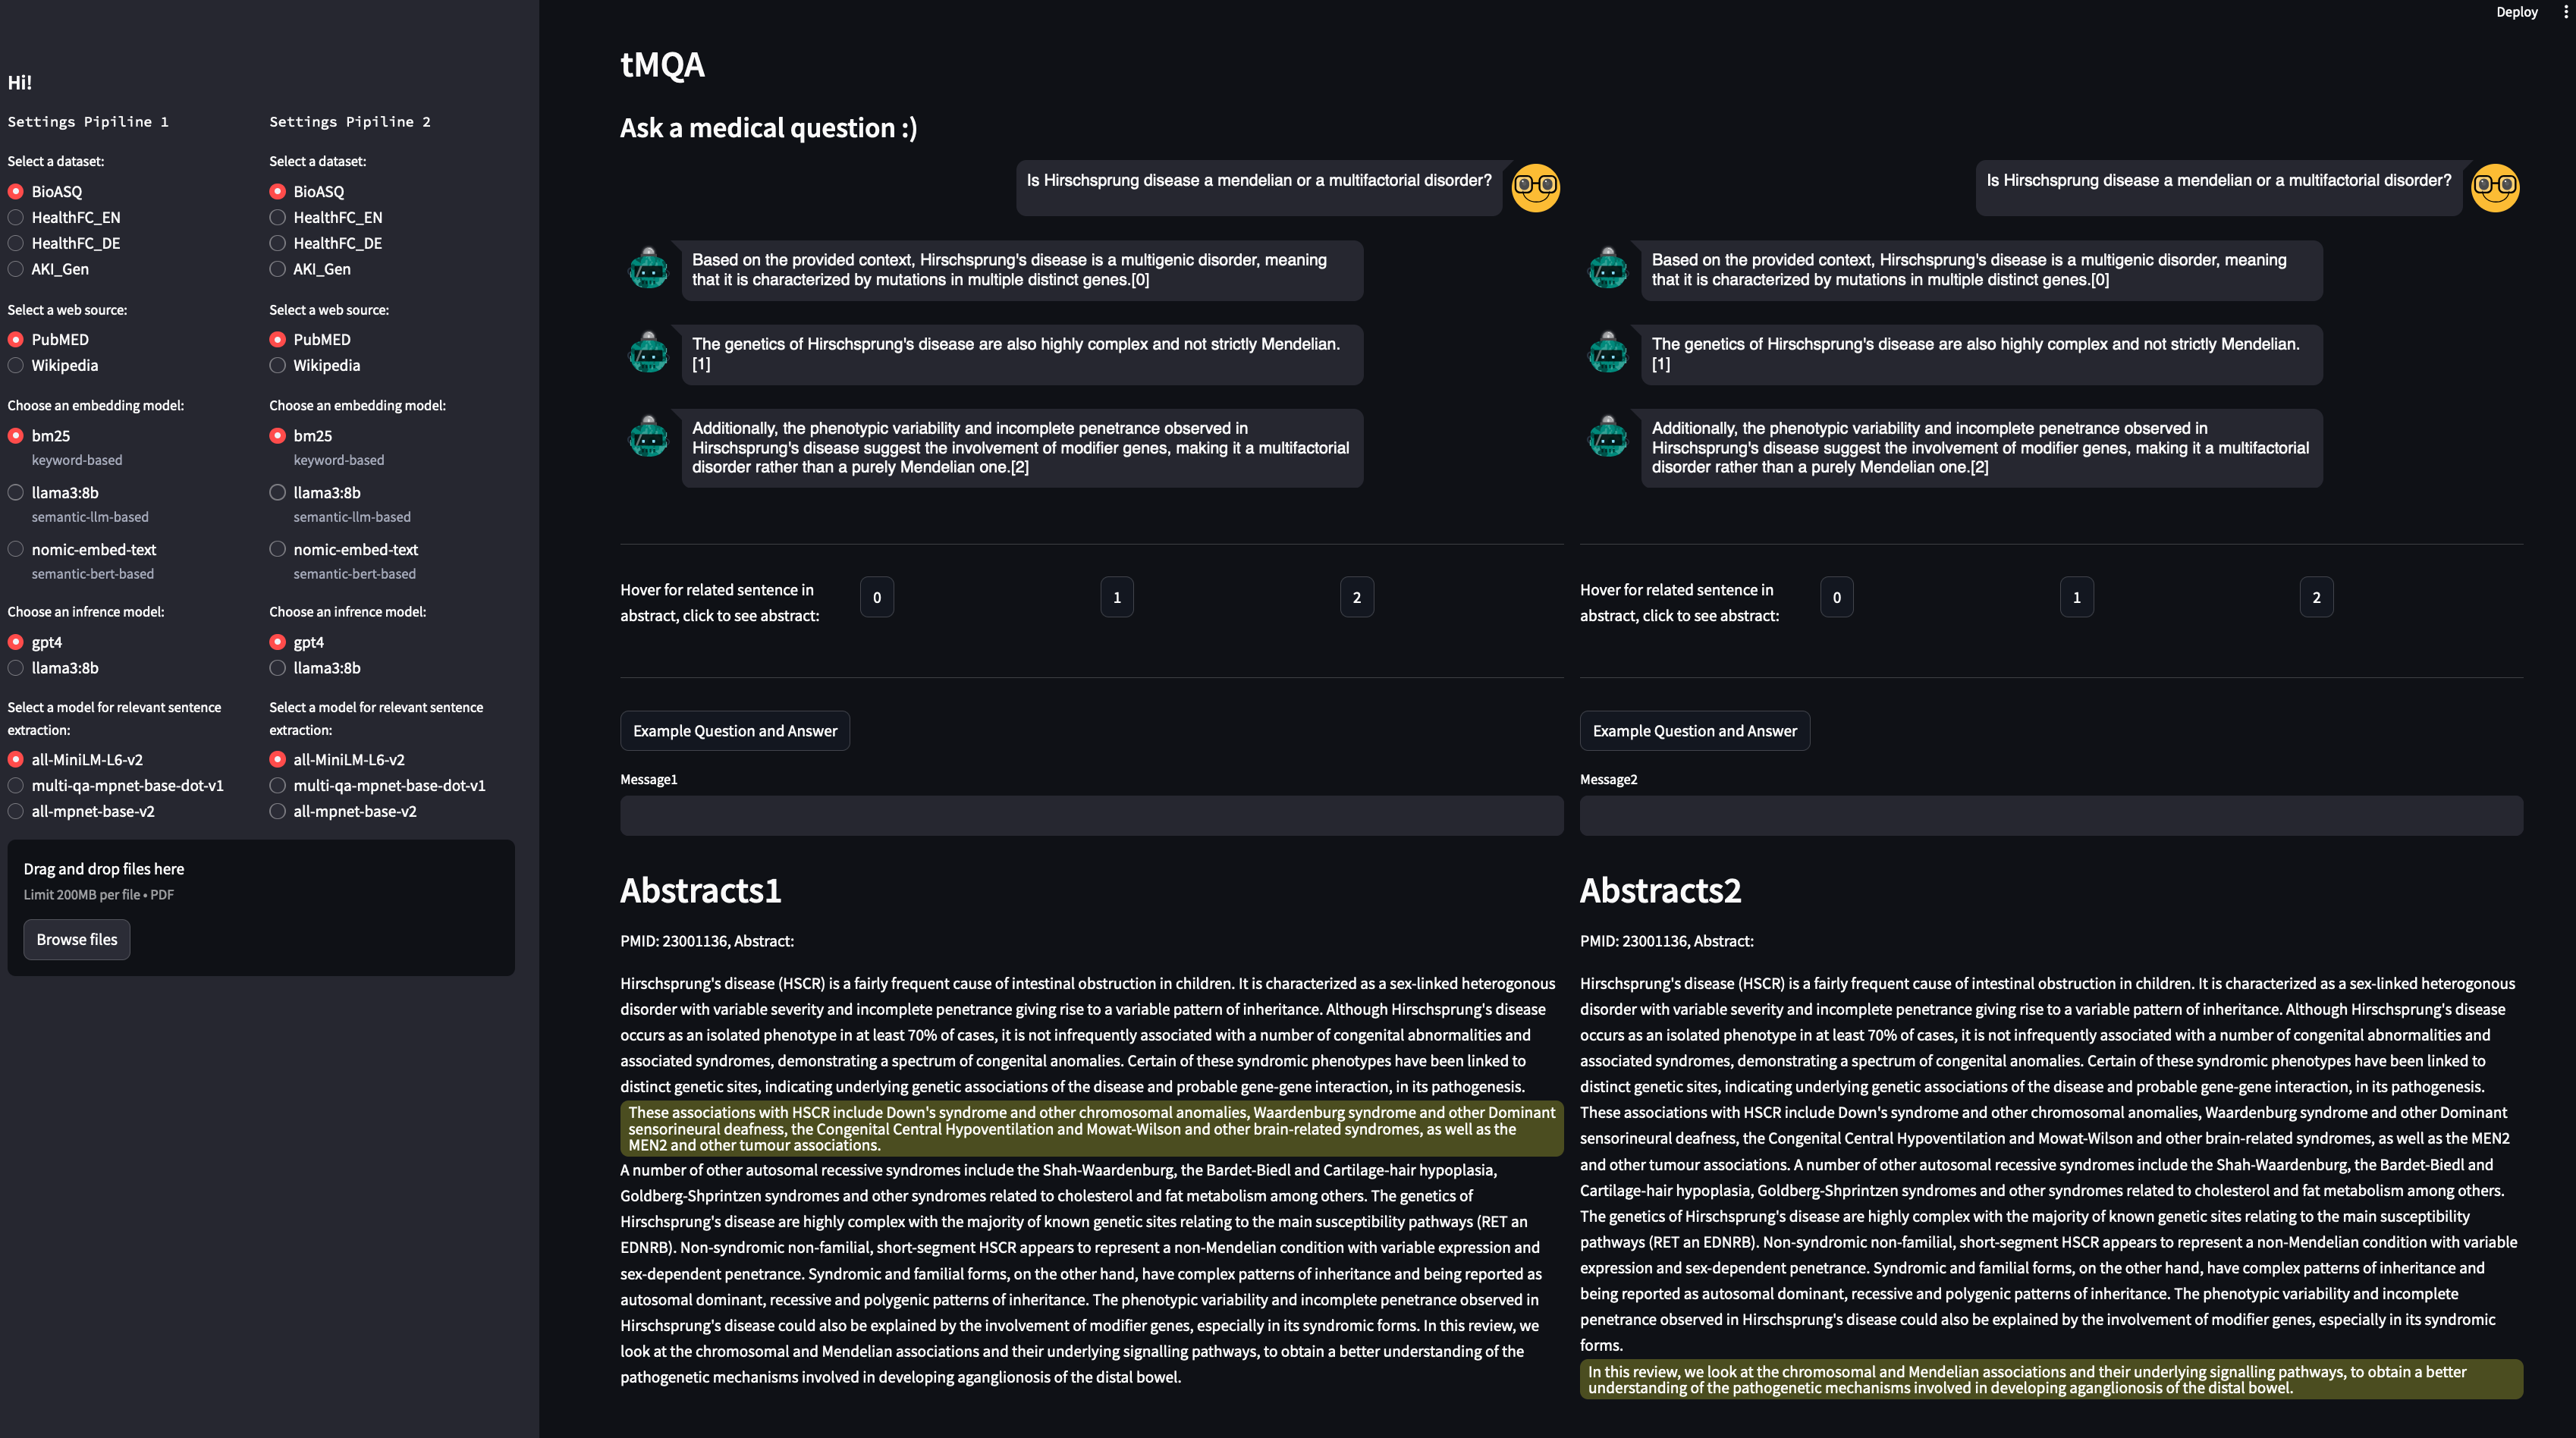 Deploy
Hi!
Settings Pipiline 1
Select a dataset:
BioASQ
HealthFC_EN
HealthFC_DE
AKI_Gen
Select a web source:
PubMED
Wikipedia
Choose an embedding model:
bm25
keyword-based
llama3:8b
semantic-llm-based
nomic-embed-text
semantic-bert-based
Choose an infrence model:
gpt4
llama3:8b
Select a model for relevant sentence
extraction:
all-MiniLM-L6-v2
multi-qa-mpnet-base-dot-v1
all-mpnet-base-v2
Settings Pipiline 2
Select a dataset:
BioASQ
HealthFC_EN
HealthFC_DE
AKI_Gen
Select a web source:
PubMED
Wikipedia
Choose an embedding model:
bm25
keyword-based
llama3:8b
semantic-llm-based
nomic-embed-text
semantic-bert-based
Choose an infrence model:
gpt4
llama3:8b
Select a model for relevant sentence
extraction:
all-MiniLM-L6-v2
multi-qa-mpnet-base-dot-v1
all-mpnet-base-v2
Drag and drop files here
Limit 200MB per file • PDF
Browse files
tMQA
Ask a medical question :)
Is Hirschsprung disease a mendelian or a multifactorial disorder?
Based on the provided context, Hirschsprung's disease is a multigenic disorder, meaning
that it is characterized by mutations in multiple distinct genes.[0]
The genetics of Hirschsprung's disease are also highly complex and not strictly Mendelian.
[1]
Additionally, the phenotypic variability and incomplete penetrance observed in
Hirschsprung's disease suggest the involvement of modifier genes, making it a multifactorial
disorder rather than a purely Mendelian one.[2]
Hover for related sentence in
abstract, click to see abstract:
0
1
2
Example Question and Answer
Message1
Abstracts1
PMID: 23001136, Abstract:
Hirschsprung's disease (HSCR) is a fairly frequent cause of intestinal obstruction in children. It is characterized as a sex-linked heterogonous
disorder with variable severity and incomplete penetrance giving rise to a variable pattern of inheritance. Although Hirschsprung's disease
occurs as an isolated phenotype in at least 70% of cases, it is not infrequently associated with a number of congenital abnormalities and
associated syndromes, demonstrating a spectrum of congenital anomalies. Certain of these syndromic phenotypes have been linked to
distinct genetic sites, indicating underlying genetic associations of the disease and probable gene-gene interaction, in its pathogenesis.
These associations with HSCR include Down's syndrome and other chromosomal anomalies, Waardenburg syndrome and other Dominant
sensorineural deafness, the Congenital Central Hypoventilation and Mowat-Wilson and other brain-related syndromes, as well as the
MEN2 and other tumour associations.
A number of other autosomal recessive syndromes include the Shah-Waardenburg, the Bardet-Biedl and Cartilage-hair hypoplasia,
Goldberg-Shprintzen syndromes and other syndromes related to cholesterol and fat metabolism among others. The genetics of
Hirschsprung's disease are highly complex with the majority of known genetic sites relating to the main susceptibility pathways (RET an
EDNRB). Non-syndromic non-familial, short-segment HSCR appears to represent a non-Mendelian condition with variable expression and
sex-dependent penetrance. Syndromic and familial forms, on the other hand, have complex patterns of inheritance and being reported as
autosomal dominant, recessive and polygenic patterns of inheritance. The phenotypic variability and incomplete penetrance observed in
Hirschsprung's disease could also be explained by the involvement of modifier genes, especially in its syndromic forms. In this review, we
look at the chromosomal and Mendelian associations and their underlying signalling pathways, to obtain a better understanding of the
pathogenetic mechanisms involved in developing aganglionosis of the distal bowel.
Is Hirschsprung disease a mendelian or a multifactorial disorder?
Based on the provided context, Hirschsprung's disease is a multigenic disorder, meaning
that it is characterized by mutations in multiple distinct genes.[0]
The genetics of Hirschsprung's disease are also highly complex and not strictly Mendelian.
[1]
Additionally, the phenotypic variability and incomplete penetrance observed in
Hirschsprung's disease suggest the involvement of modifier genes, making it a multifactorial
disorder rather than a purely Mendelian one.[2]
Hover for related sentence in
abstract, click to see abstract:
0
1
2
Example Question and Answer
Message2
Abstracts2
PMID: 23001136, Abstract:
Hirschsprung's disease (HSCR) is a fairly frequent cause of intestinal obstruction in children. It is characterized as a sex-linked heterogonous
disorder with variable severity and incomplete penetrance giving rise to a variable pattern of inheritance. Although Hirschsprung's disease
occurs as an isolated phenotype in at least 70% of cases, it is not infrequently associated with a number of congenital abnormalities and
associated syndromes, demonstrating a spectrum of congenital anomalies. Certain of these syndromic phenotypes have been linked to
distinct genetic sites, indicating underlying genetic associations of the disease and probable gene-gene interaction, in its pathogenesis.
These associations with HSCR include Down's syndrome and other chromosomal anomalies, Waardenburg syndrome and other Dominant
sensorineural deafness, the Congenital Central Hypoventilation and Mowat-Wilson and other brain-related syndromes, as well as the MEN2
and other tumour associations. A number of other autosomal recessive syndromes include the Shah-Waardenburg, the Bardet-Biedl and
Cartilage-hair hypoplasia, Goldberg-Shprintzen syndromes and other syndromes related to cholesterol and fat metabolism among others.
The genetics of Hirschsprung's disease are highly complex with the majority of known genetic sites relating to the main susceptibility
pathways (RET an EDNRB). Non-syndromic non-familial, short-segment HSCR appears to represent a non-Mendelian condition with variable
expression and sex-dependent penetrance. Syndromic and familial forms, on the other hand, have complex patterns of inheritance and
being reported as autosomal dominant, recessive and polygenic patterns of inheritance. The phenotypic variability and incomplete
penetrance observed in Hirschsprung's disease could also be explained by the involvement of modifier genes, especially in its syndromic
forms.
In this review, we look at the chromosomal and Mendelian associations and their underlying signalling pathways, to obtain a better
understanding of the pathogenetic mechanisms involved in developing aganglionosis of the distal bowel.